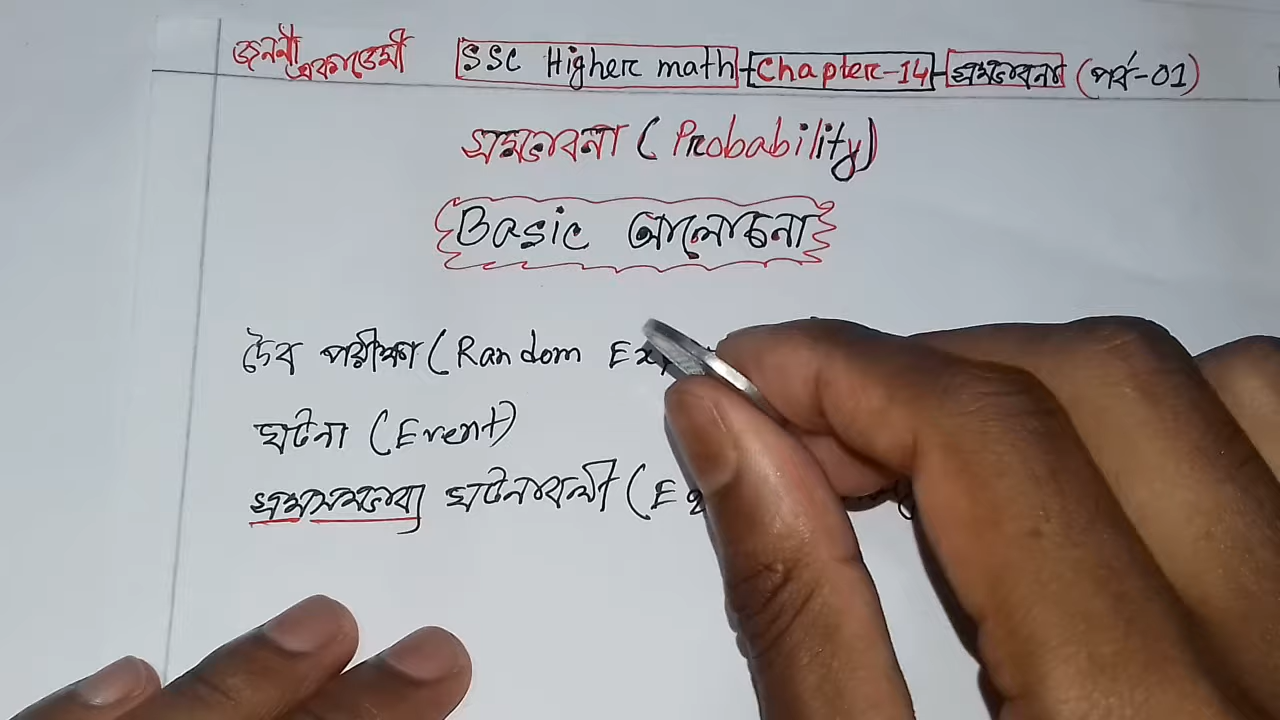 জননী একাডেমী SSC Higher math - Chapter-14 - সম্ভাবনা (পর্ব-01)
সম্ভাবনা (Probability)
Basic আলোচনা
দৈব পরীক্ষা (Random
ঘটনা (Event)
সমসম্ভাব্য ঘটনাবলী (